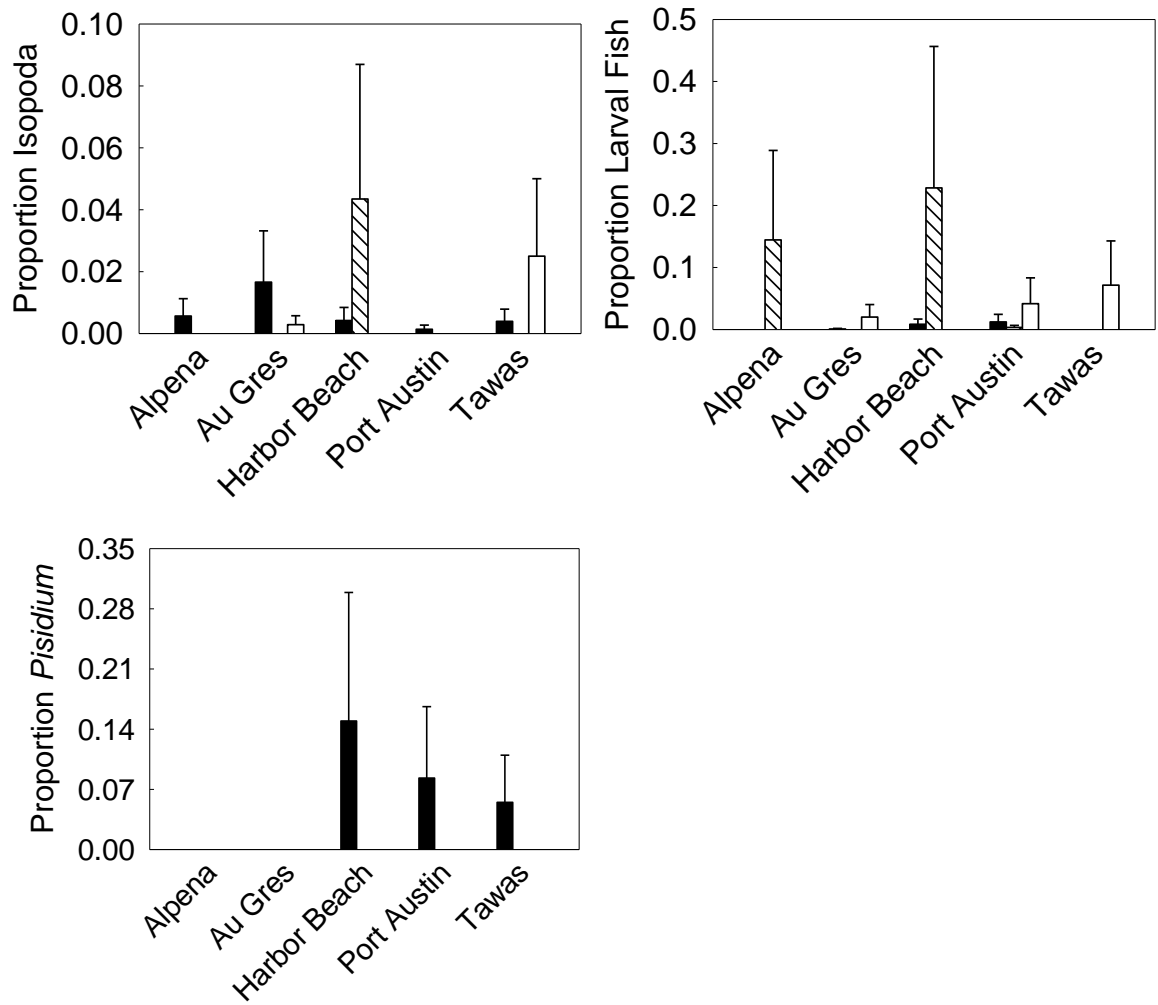 Proportion Isopoda
0.10
0.08
0.06
0.04
0.02
0.00
Alpena
Au Gres
Harbor Beach
Port Austin
Tawas
Proportion Larval Fish
0.5
0.4
0.3
0.2
0.1
0.0
Alpena
Au Gres
Harbor Beach
Port Austin
Tawas
Proportion Pisidium
0.35
0.28
0.21
0.14
0.07
0.00
Alpena
Au Gres
Harbor Beach
Port Austin
Tawas